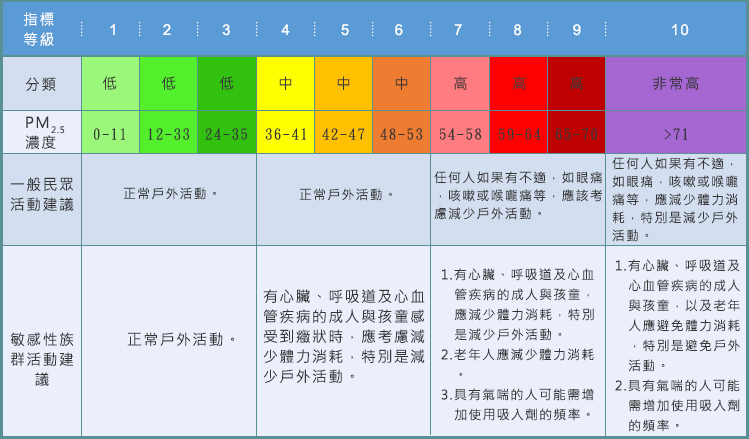 指標
等級
1 2 3 4 5 6 7 8 9 10
分類 低 低 低 中 中 中 高 高 高 非常高
PM2.5
濃度
0-11 12-33 24-35 36-41 42-47 48-53 54-58 59-64 65-70 >71
一般民眾
活動建議
正常戶外活動。
正常戶外活動。
任何人如果有不適，如眼痛
，咳嗽或喉嚨痛等，應該考
慮減少戶外活動。
任何人如果有不適，
如眼痛，咳嗽或喉嚨
痛等，應減少體力消
耗，特別是減少戶外
活動。
敏感性族
群活動建
議
正常戶外活動。
有心臟、呼吸道及心血
管疾病的成人與孩童感
受到癥狀時，應考慮減
少體力消耗，特別是減
少戶外活動。
1.有心臟、呼吸道及心血
管疾病的成人與孩童，
應減少體力消耗，特別
是減少戶外活動。
2.老年人應減少體力消耗
。
3.具有氣喘的人可能需增
加使用吸入劑的頻率。
1.有心臟、呼吸道及
心血管疾病的成人
與孩童，以及老年
人應避免體力消耗
，特別是避免戶外
活動。
2.具有氣喘的人可能
需增加使用吸入劑
的頻率。